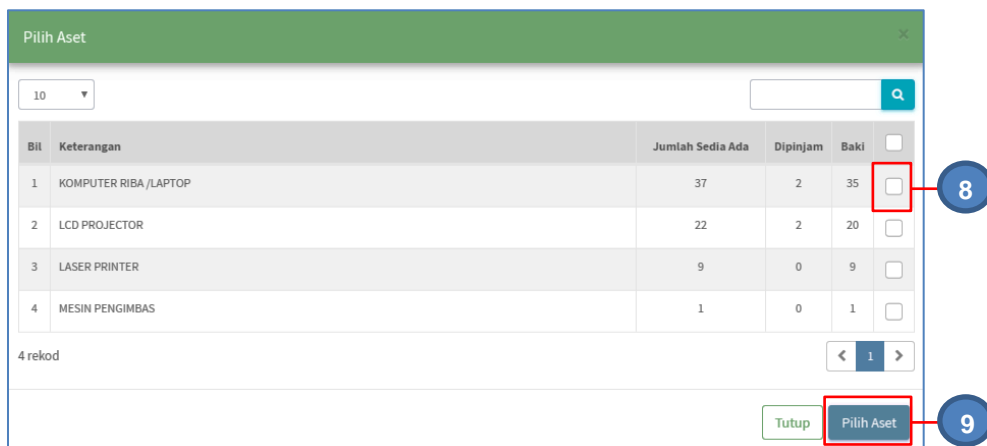 Pilih Aset ×
10
Bil Keterangan Jumlah Sedia Ada Dipinjam Baki
1 KOMPUTER RIBA /LAPTOP 37 2 35
8
2 LCD PROJECTOR 22 2 20
3 LASER PRINTER 9 0 9
4 MESIN PENGIMBAS 1 0 1
4 rekod < 1 >
Tutup Pilih Aset
9